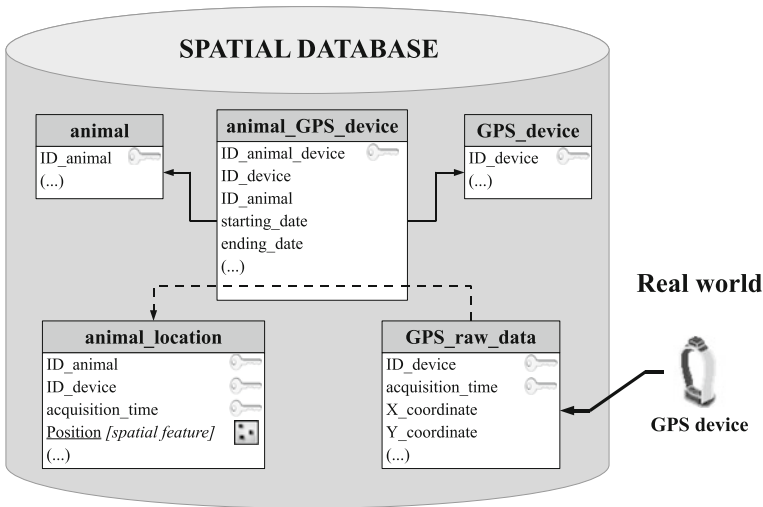 SPATIAL DATABASE
animal
ID_animal
(...)
animal_GPS_device
ID_animal_device
ID_device
ID_animal
starting_date
ending_date
(...)
GPS_device
ID_device
(...)
animal_location
ID_animal
ID_device
acquisition_time
Position [spatial feature]
(...)
GPS_raw_data
ID_device
acquisition_time
X_coordinate
Y_coordinate
(...)
Real world
GPS device